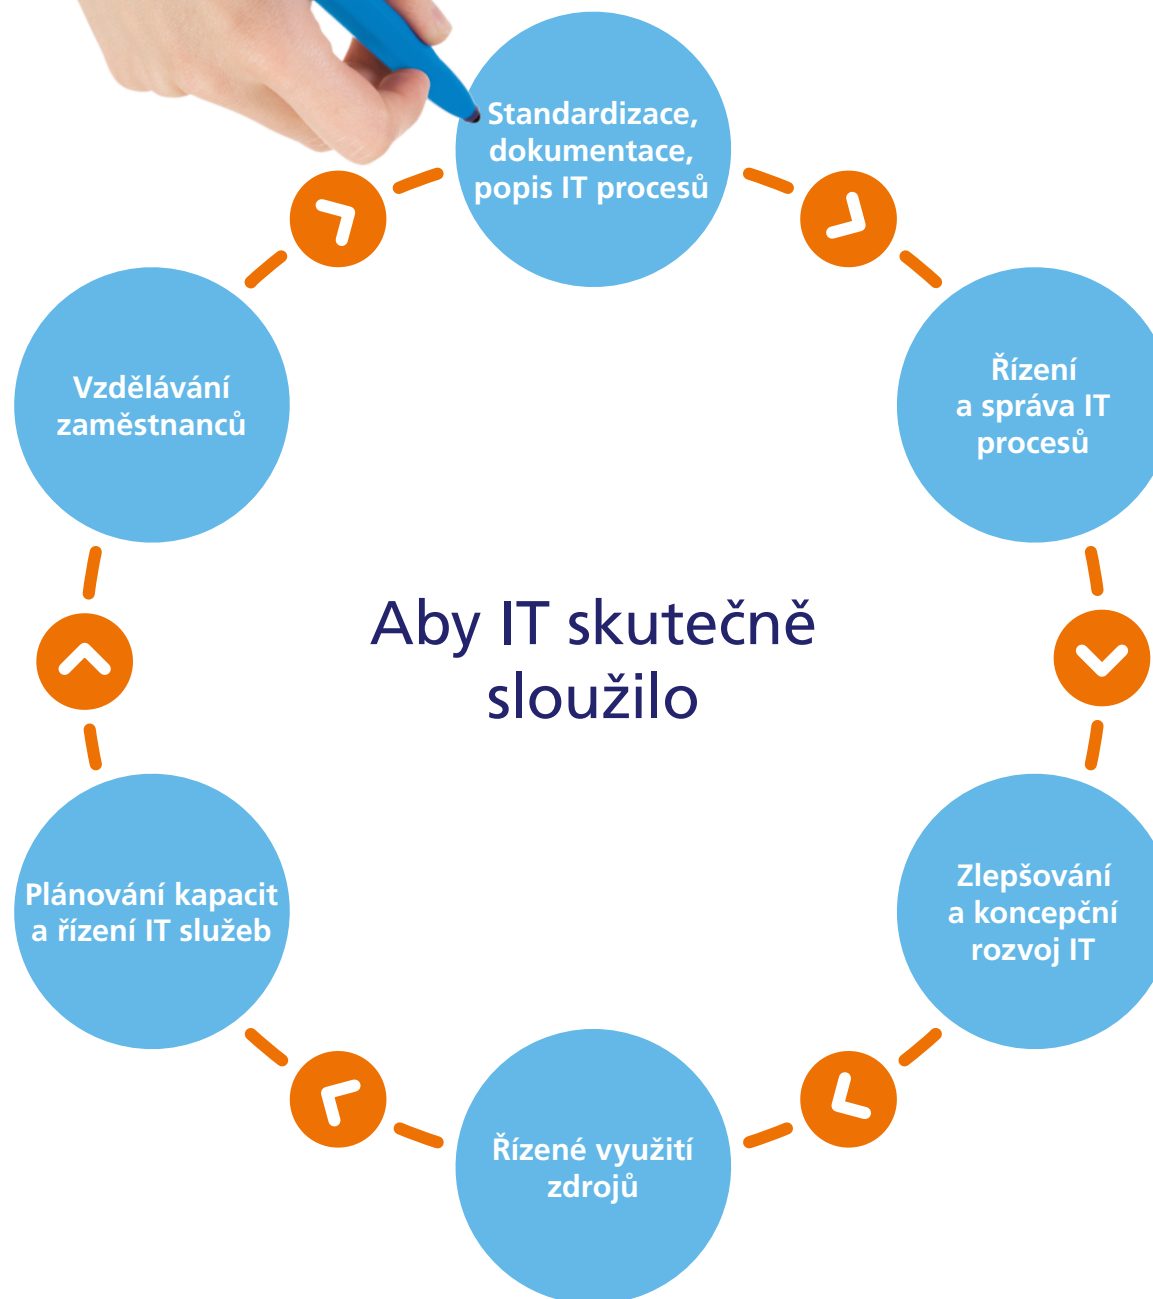 Standardizace,
dokumentace,
popis IT procesů
Řízení
a správa IT
procesů
Zlepšování
a koncepční
rozvoj IT
Řízené využití
zdrojů
Plánování kapacit
a řízení IT služeb
Vzdělávání
zaměstnanců
Aby IT skutečně
sloužilo